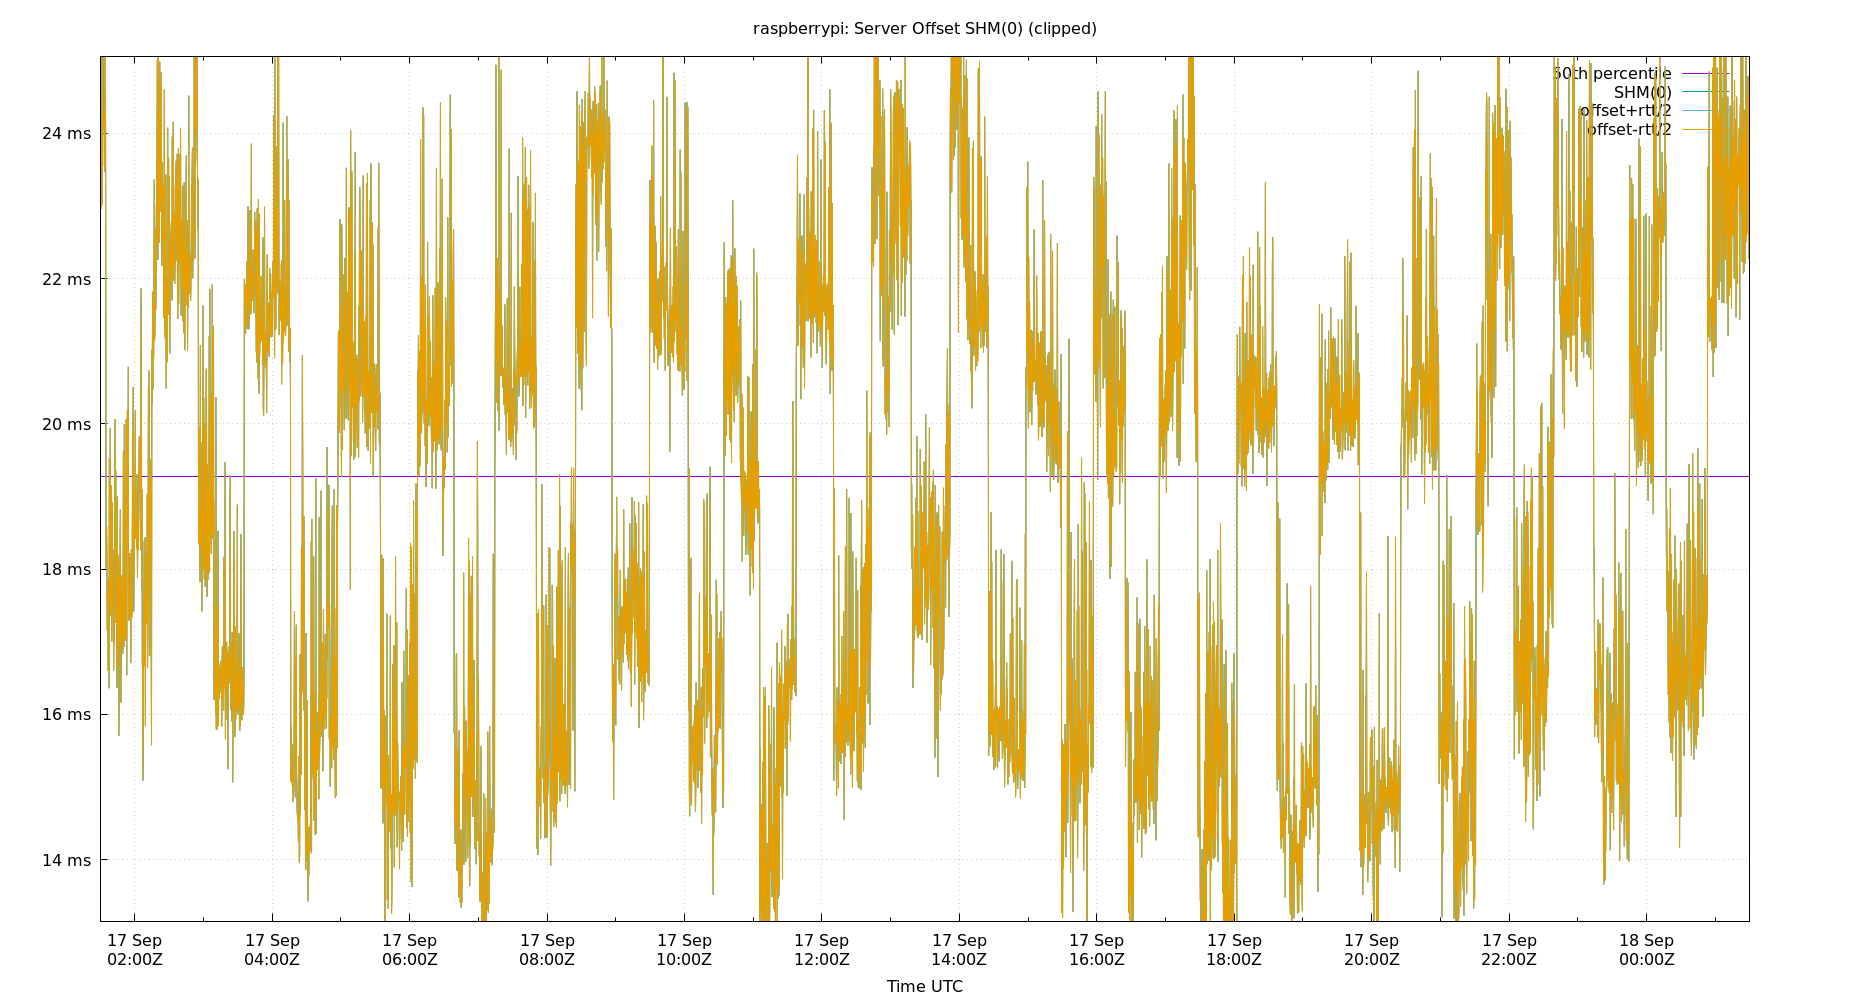 raspberrypi: Server Offset SHM(0) (clipped)
50th percentile
SHM(0)
offset+rtt/2
offset-rtt/2
24 ms
22 ms
20 ms
18 ms
16 ms
14 ms
17 Sep 17 Sep 17 Sep 17 Sep 17 Sep 17 Sep 17 Sep 17 Sep 17 Sep 17 Sep 17 Sep 18 Sep
02:00Z 04:00Z 06:00Z 08:00Z 10:00Z 12:00Z 14:00Z 16:00Z 18:00Z 20:00Z 22:00Z 00:00Z
Time UTC